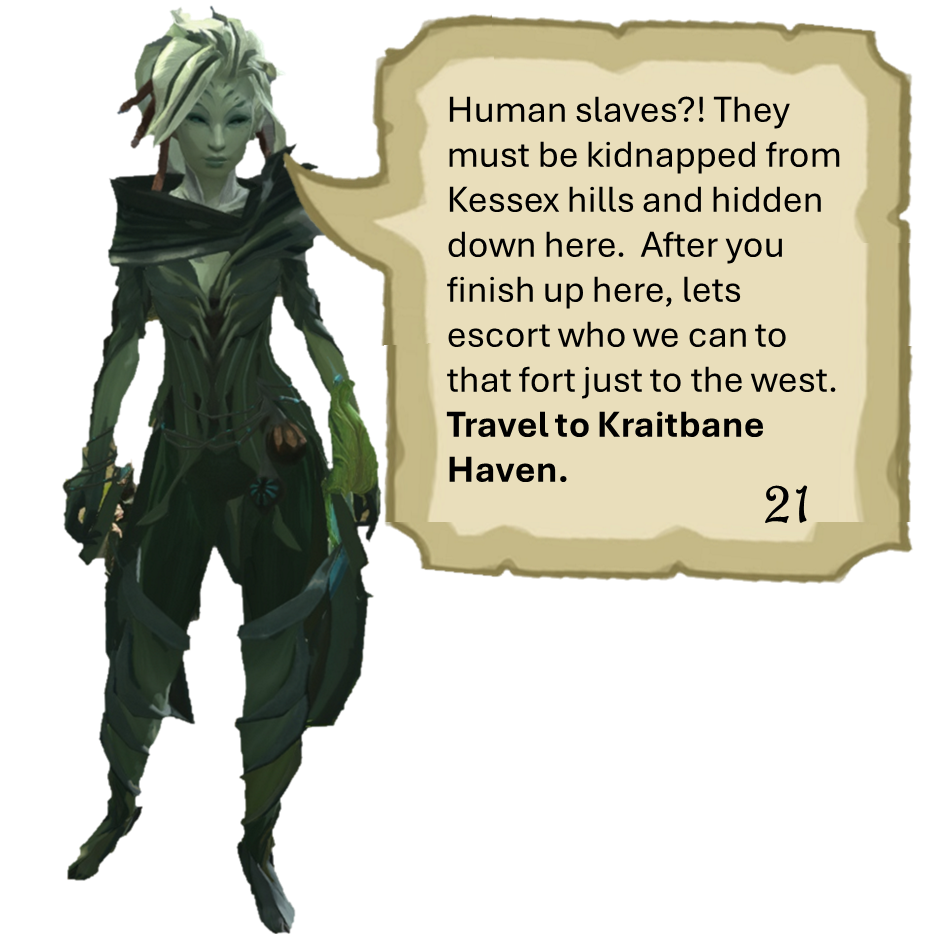 Human slaves?! They
must be kidnapped from
Kessex hills and hidden
down here.  After you
finish up here, lets
escort who we can to
that fort just to the west.
Travel to Kraitbane
Haven.
21